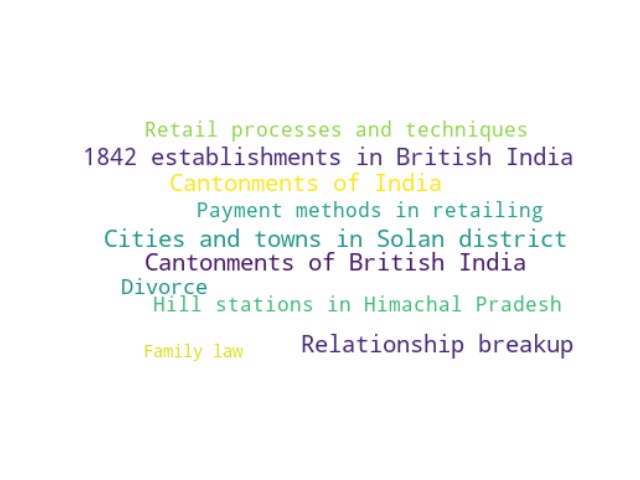 Retail processes and techniques
1842 establishments in British India
Cantonments of India
Payment methods in retailing
Cities and towns in Solan district
Cantonments of British India
Divorce
Hill stations in Himachal Pradesh
Relationship breakup
Family law